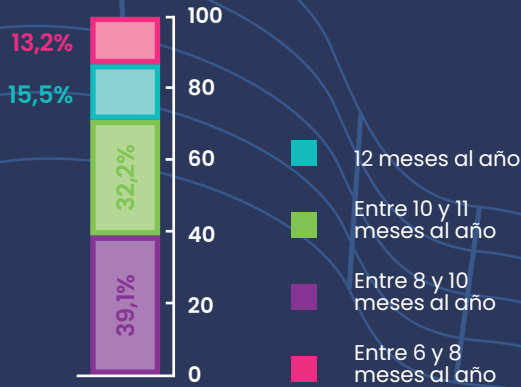 100
13,2%
80
15,5%
60
32,2%
40
39,1%
20
0
12 meses al año
Entre 10 y 11
meses al año
Entre 8 y 10
meses al año
Entre 6 y 8
meses al año